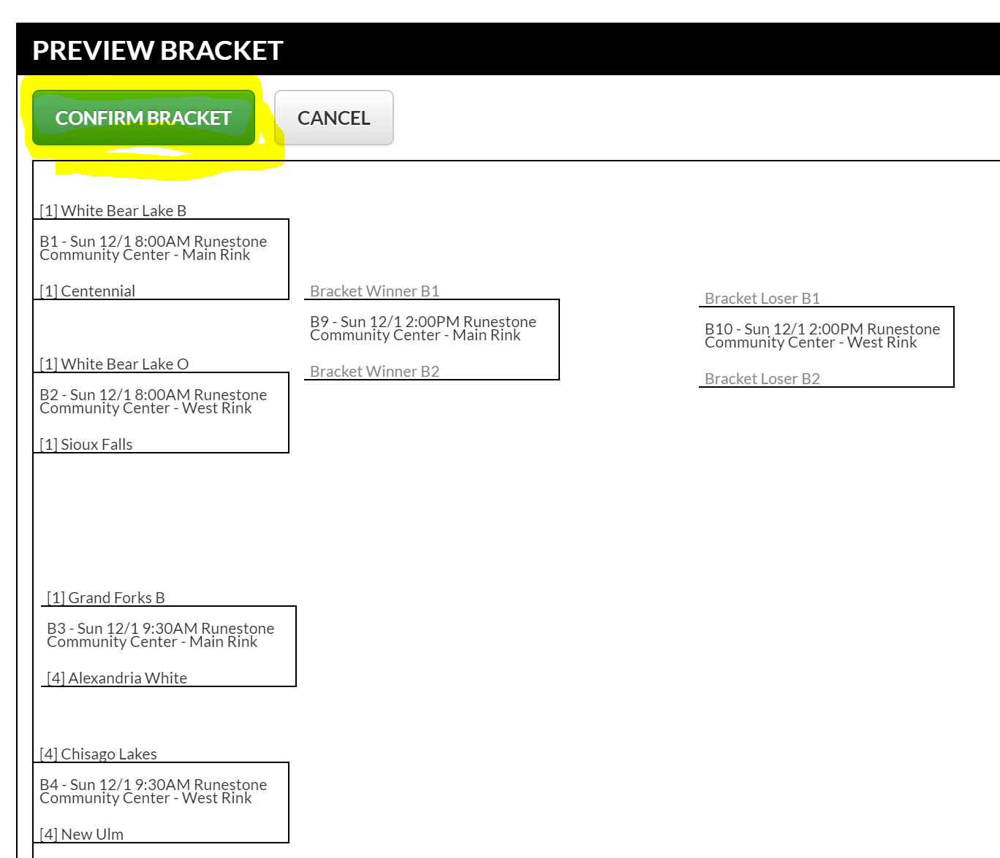 PREVIEW BRACKET
CONFIRM BRACKET
CANCEL
[1] White Bear Lake B
B1 - Sun 12/1 8:00AM Runestone
Community Center - Main Rink
[1] Centennial
Bracket Winner B1
B9 - Sun 12/1 2:00PM Runestone
Community Center - Main Rink
Bracket Winner B2
Bracket Loser B1
B10 - Sun 12/1 2:00PM Runestone
Community Center - West Rink
Bracket Loser B2
[1] White Bear Lake O
B2 - Sun 12/1 8:00AM Runestone
Community Center - West Rink
[1] Sioux Falls
[1] Grand Forks B
B3 - Sun 12/1 9:30AM Runestone
Community Center - Main Rink
[4] Alexandria White
[4] Chisago Lakes
B4 - Sun 12/1 9:30AM Runestone
Community Center - West Rink
[4] New Ulm